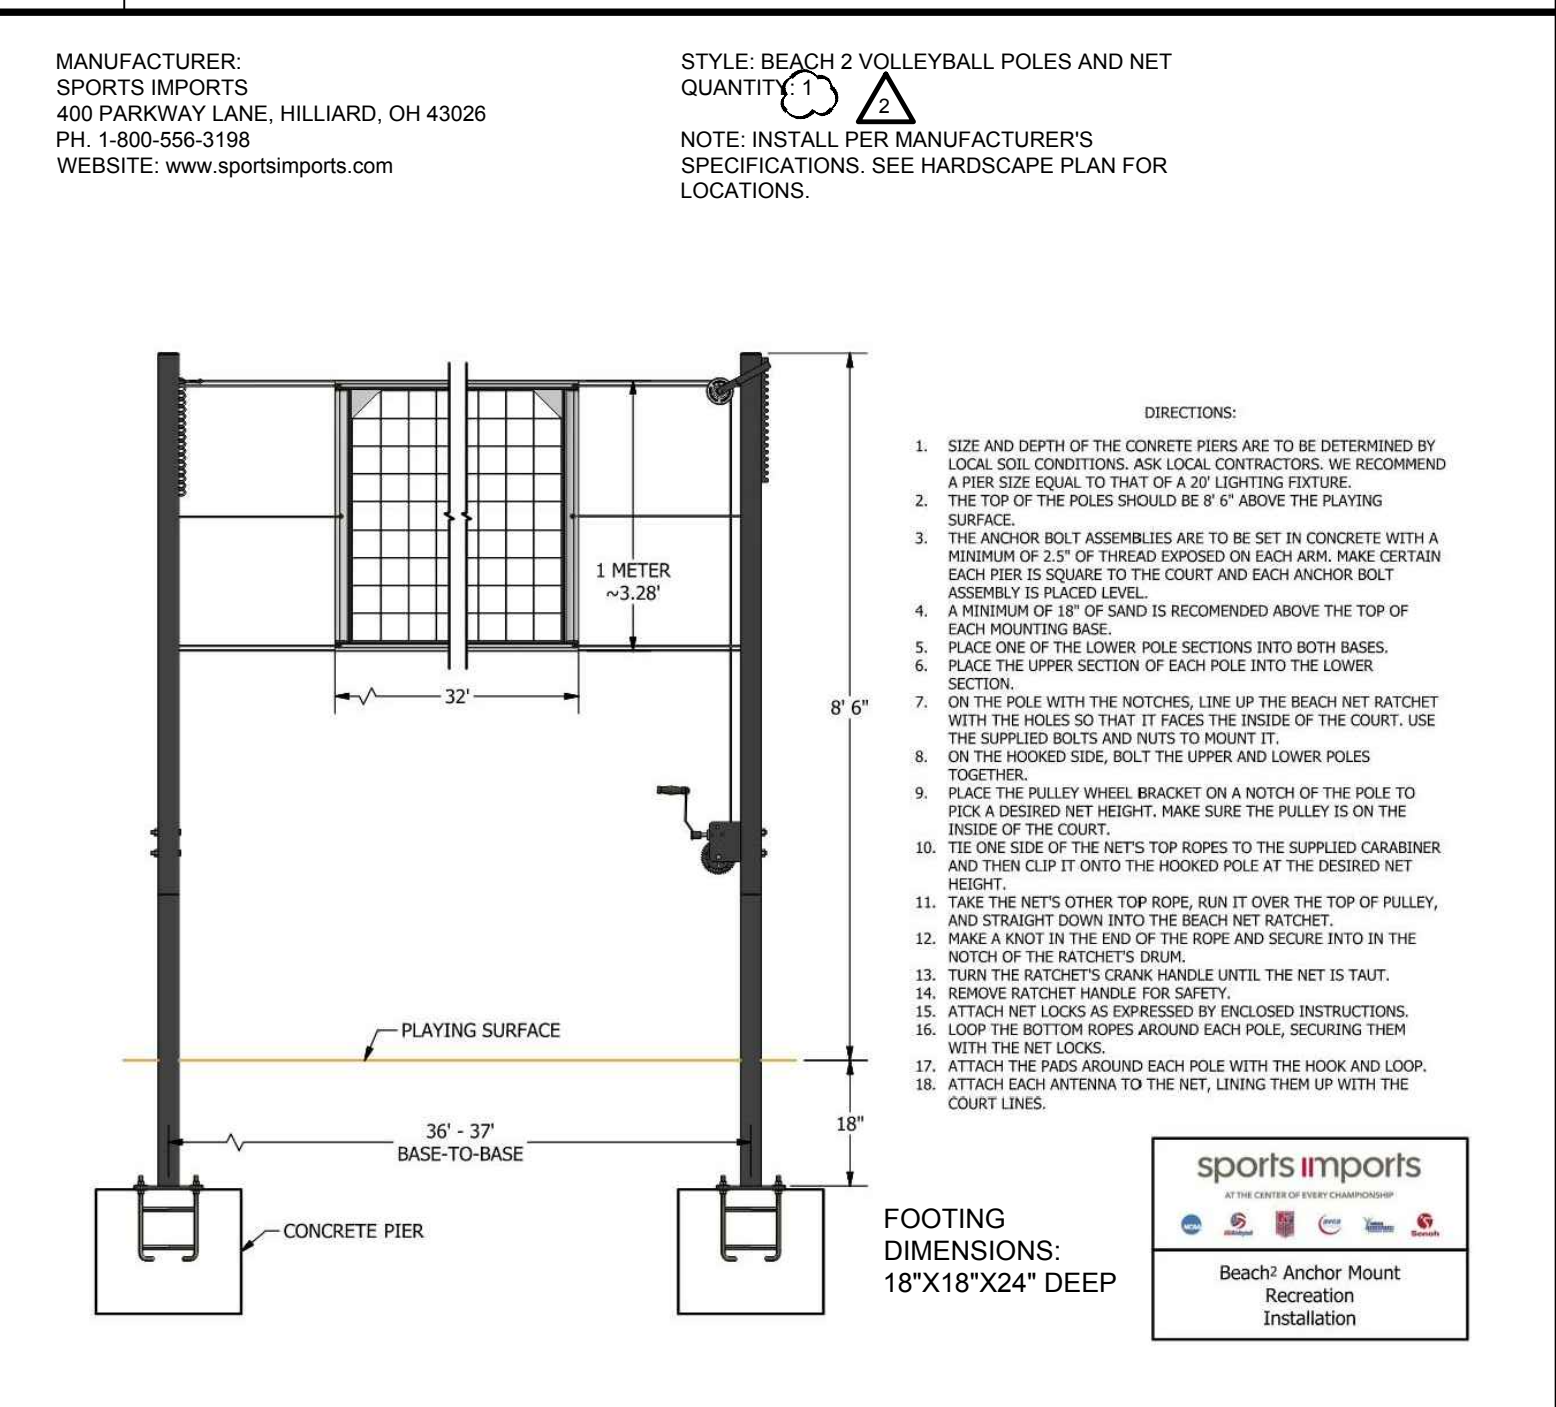 MANUFACTURER:
SPORTS IMPORTS
400 PARKWAY LANE, HILLIARD, OH 43026
PH. 1-800-556-3198
WEBSITE: www.sportsimports.com
STYLE: BEACH 2 VOLLEYBALL POLES AND NET
QUANTITY: 1
2
NOTE: INSTALL PER MANUFACTURER'S
SPECIFICATIONS. SEE HARDSCAPE PLAN FOR
LOCATIONS.
1 METER
~3.28'
32'
8' 6"
PLAYING SURFACE
18"
36' - 37'
BASE-TO-BASE
CONCRETE PIER
DIRECTIONS:
1. SIZE AND DEPTH OF THE CONRETE PIERS ARE TO BE DETERMINED BY
LOCAL SOIL CONDITIONS. ASK LOCAL CONTRACTORS. WE RECOMMEND
A PIER SIZE EQUAL TO THAT OF A 20' LIGHTING FIXTURE.
2. THE TOP OF THE POLES SHOULD BE 8' 6" ABOVE THE PLAYING
SURFACE.
3. THE ANCHOR BOLT ASSEMBLIES ARE TO BE SET IN CONCRETE WITH A
MINIMUM OF 2.5" OF THREAD EXPOSED ON EACH ARM. MAKE CERTAIN
EACH PIER IS SQUARE TO THE COURT AND EACH ANCHOR BOLT
ASSEMBLY IS PLACED LEVEL.
4. A MINIMUM OF 18" OF SAND IS RECOMENDED ABOVE THE TOP OF
EACH MOUNTING BASE.
5. PLACE ONE OF THE LOWER POLE SECTIONS INTO BOTH BASES.
6. PLACE THE UPPER SECTION OF EACH POLE INTO THE LOWER
SECTION.
7. ON THE POLE WITH THE NOTCHES, LINE UP THE BEACH NET RATCHET
WITH THE HOLES SO THAT IT FACES THE INSIDE OF THE COURT. USE
THE SUPPLIED BOLTS AND NUTS TO MOUNT IT.
8. ON THE HOOKED SIDE, BOLT THE UPPER AND LOWER POLES
TOGETHER.
9. PLACE THE PULLEY WHEEL BRACKET ON A NOTCH OF THE POLE TO
PICK A DESIRED NET HEIGHT. MAKE SURE THE PULLEY IS ON THE
INSIDE OF THE COURT.
10. TIE ONE SIDE OF THE NET'S TOP ROPES TO THE SUPPLIED CARABINER
AND THEN CLIP IT ONTO THE HOOKED POLE AT THE DESIRED NET
HEIGHT.
11. TAKE THE NET'S OTHER TOP ROPE, RUN IT OVER THE TOP OF PULLEY,
AND STRAIGHT DOWN INTO THE BEACH NET RATCHET.
12. MAKE A KNOT IN THE END OF THE ROPE AND SECURE INTO IN THE
NOTCH OF THE RATCHET'S DRUM.
13. TURN THE RATCHET'S CRANK HANDLE UNTIL THE NET IS TAUT.
14. REMOVE RATCHET HANDLE FOR SAFETY.
15. ATTACH NET LOCKS AS EXPRESSED BY ENCLOSED INSTRUCTIONS.
16. LOOP THE BOTTOM ROPES AROUND EACH POLE, SECURING THEM
WITH THE NET LOCKS.
17. ATTACH THE PADS AROUND EACH POLE WITH THE HOOK AND LOOP.
18. ATTACH EACH ANTENNA TO THE NET, LINING THEM UP WITH THE
COURT LINES.
FOOTING
DIMENSIONS:
18"X18"X24" DEEP
sports imports
AT THE CENTER OF EVERY CHAMPIONSHIP
NCAA
avca
Senoh
Beach² Anchor Mount
Recreation
Installation